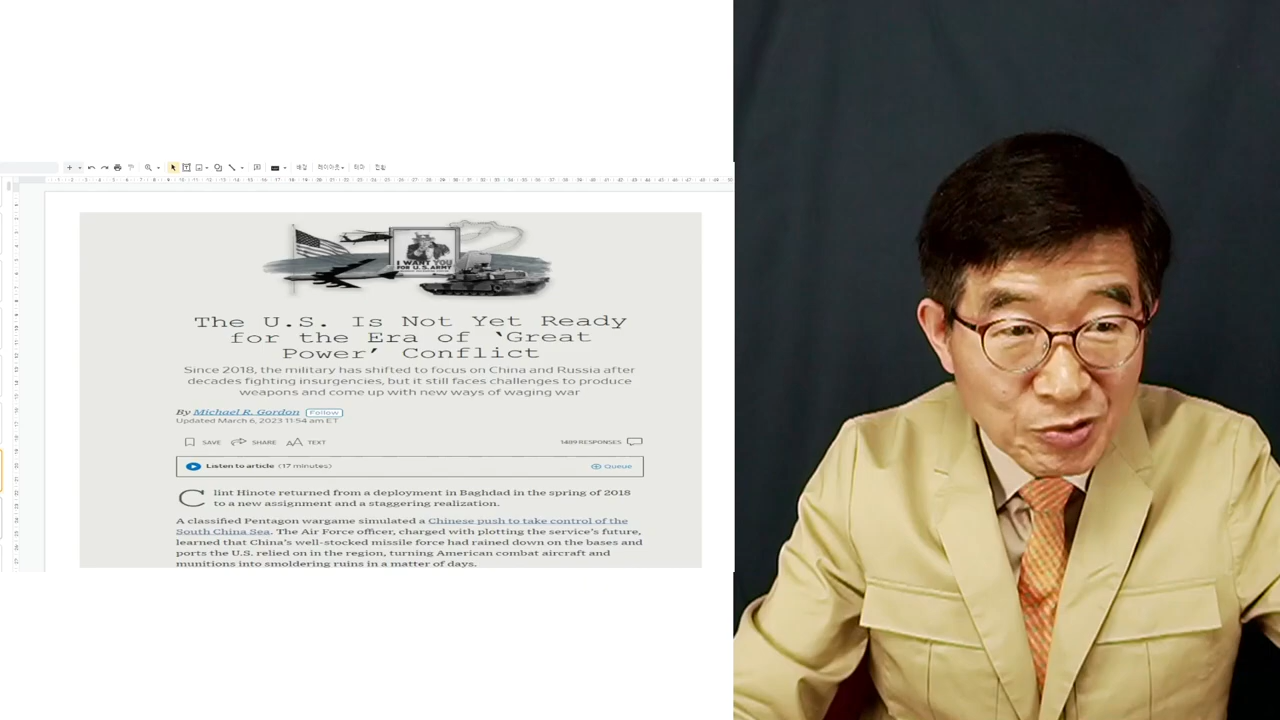 I WANT YOU
FOR U.S. ARMY
The U.S. Is Not Yet Ready
for the Era of ‘Great
Power’ Conflict
Since 2018, the military has shifted to focus on China and Russia after
decades fighting insurgencies, but it still faces challenges to produce
weapons and come up with new ways of waging war
By Michael R. Gordon Follow
Updated March 6, 2023 11:54 am ET
SAVE SHARE AA TEXT 1489 RESPONSES
Listen to article (17 minutes) Queue
Clint Hinote returned from a deployment in Baghdad in the spring of 2018
to a new assignment and a staggering realization.
A classified Pentagon wargame simulated a Chinese push to take control of the
South China Sea. The Air Force officer, charged with plotting the service’s future,
learned that China’s well-stocked missile force had rained down on the bases and
ports the U.S. relied on in the region, turning American combat aircraft and
munitions into smoldering ruins in a matter of days.